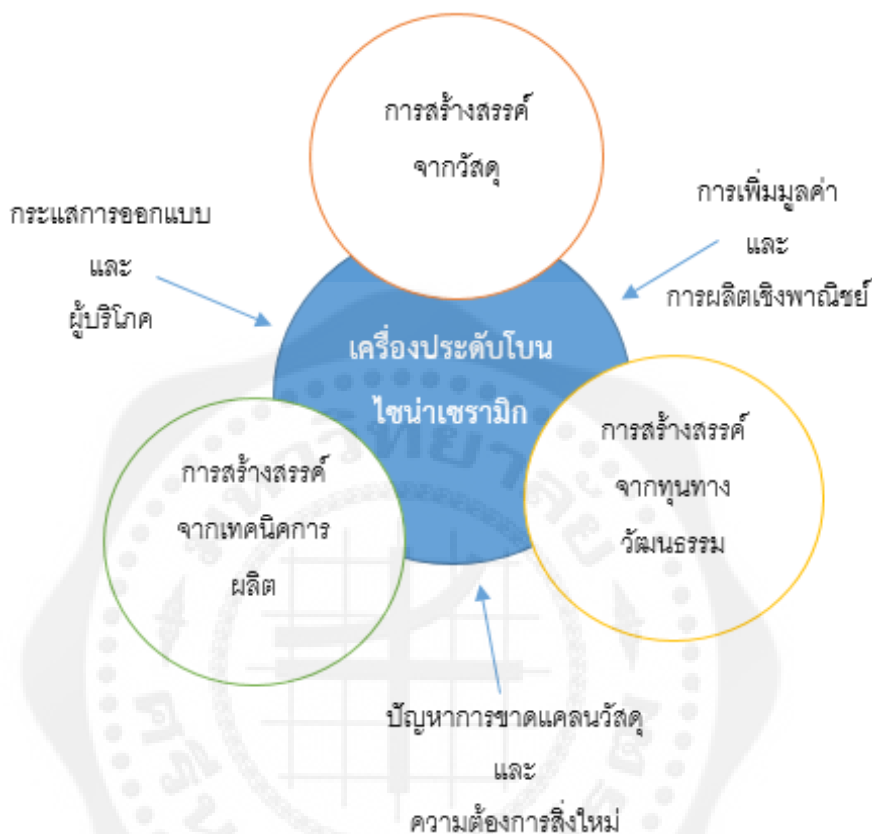 การสร้างสรรค์
จากวัสดุ
กระแสการออกแบบ
และ
ผู้บริโภค
การเพิ่มมูลค่า
และ
การผลิตเชิงพาณิชย์
เครื่องประดับโบน
ไชน่าเซรามิก
การสร้างสรรค์
จากเทคนิคการ
ผลิต
การสร้างสรรค์
จากทุนทาง
วัฒนธรรม
ปัญหาการขาดแคลนวัสดุ
และ
ความต้องการสิ่งใหม่